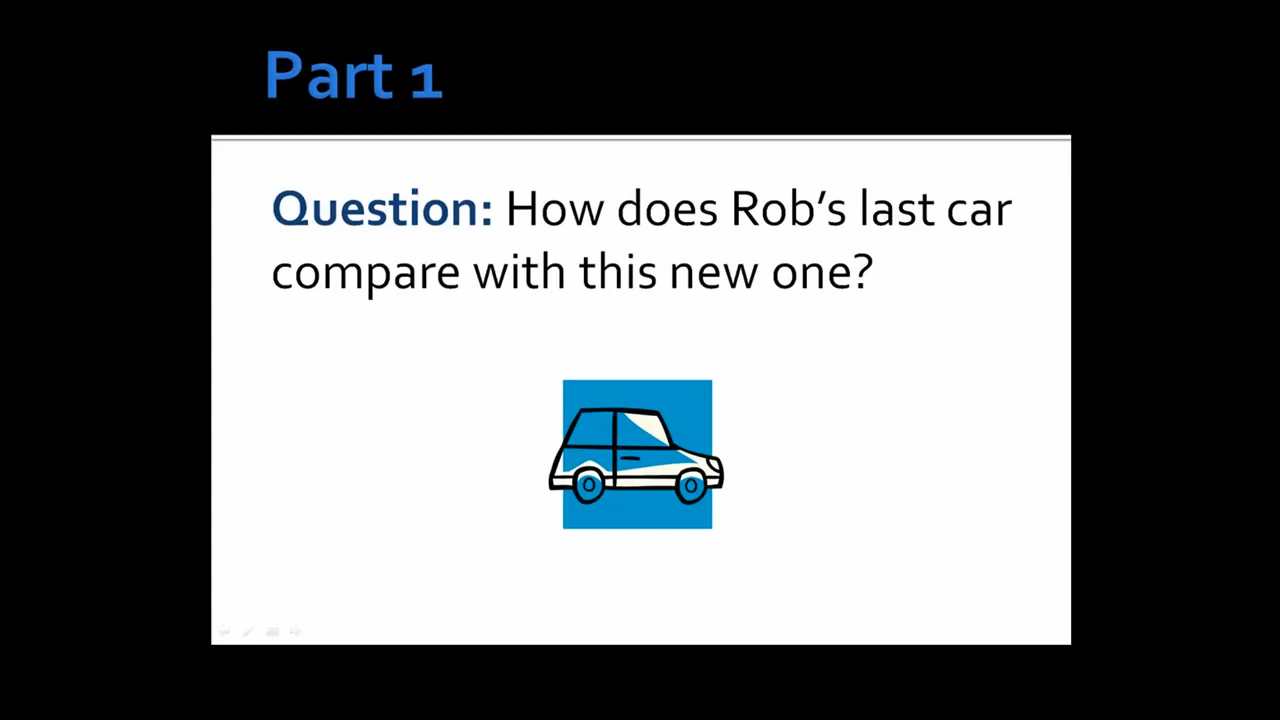 Part 1
Question: How does Rob’s last car
compare with this new one?